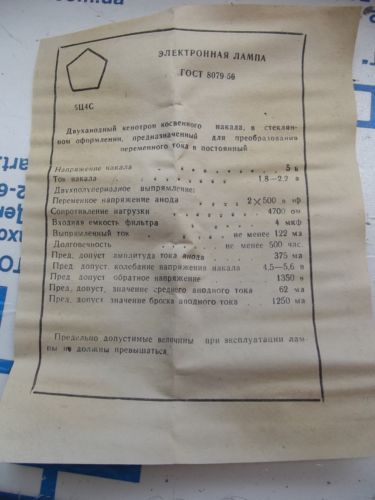 ЭЛЕКТРОННАЯ ЛАМПА
ГОСТ 8079-56
5Ц4С
Двуханодный кенотрон косвенного накала, в стеклян-
ном оформлении, предназначенный для преобразования
переменного тока в постоянный
Напряжение накала 5 в
Ток накала 1,8—2,2 а
Двухполупериодное выпрямление:
Переменное напряжение анода 2×500 в эф
Сопротивление нагрузки 4700 ом
Входная емкость фильтра 4 мкф
Выпрямленный ток не менее 122 ма
Долговечность не менее 500 час.
Пред. допуст. амплитуда тока анода 375 ма
Пред. допуст. колебание напряжения накала 4,5—5,5 в
Пред. допуст. обратное напряжение 1350 в
Пред. допуст. значение среднего анодного тока 62 ма
Пред. допуст. значение броска анодного тока 1250 ма
Предельно допустимые величины при эксплуатации лам-
пы не должны превышаться.